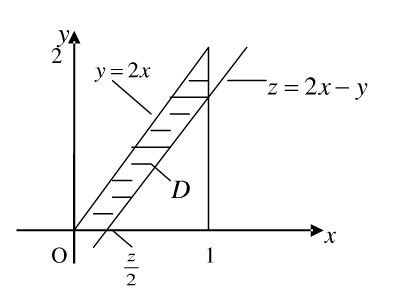 y
2
y = 2x
z = 2x − y
D
O
z/2
1
x